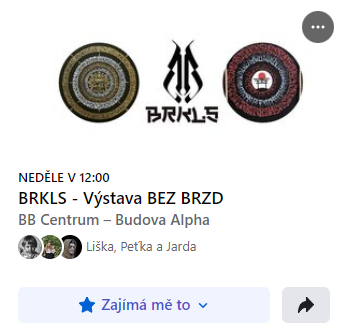 BRKLS
NEDĚLE V 12:00
BRKLS - Výstava BEZ BRZD
BB Centrum – Budova Alpha
Liška, Peťka a Jarda
Zajímá mě to